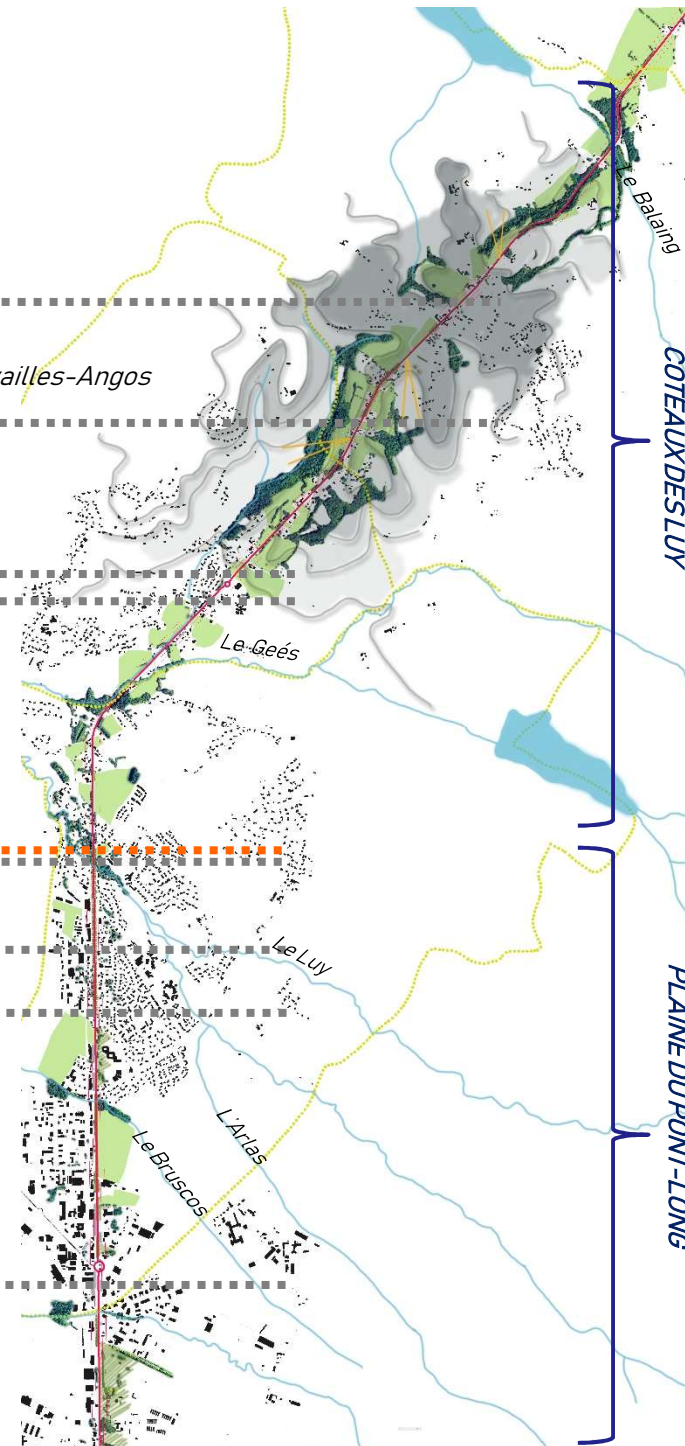 Le Balaing
ailles-Angos
COTEAUX DES LUY
Le Geés
Le Luy
PLAINE DU PONT-LONG
L'Arlas
Le Bruscos